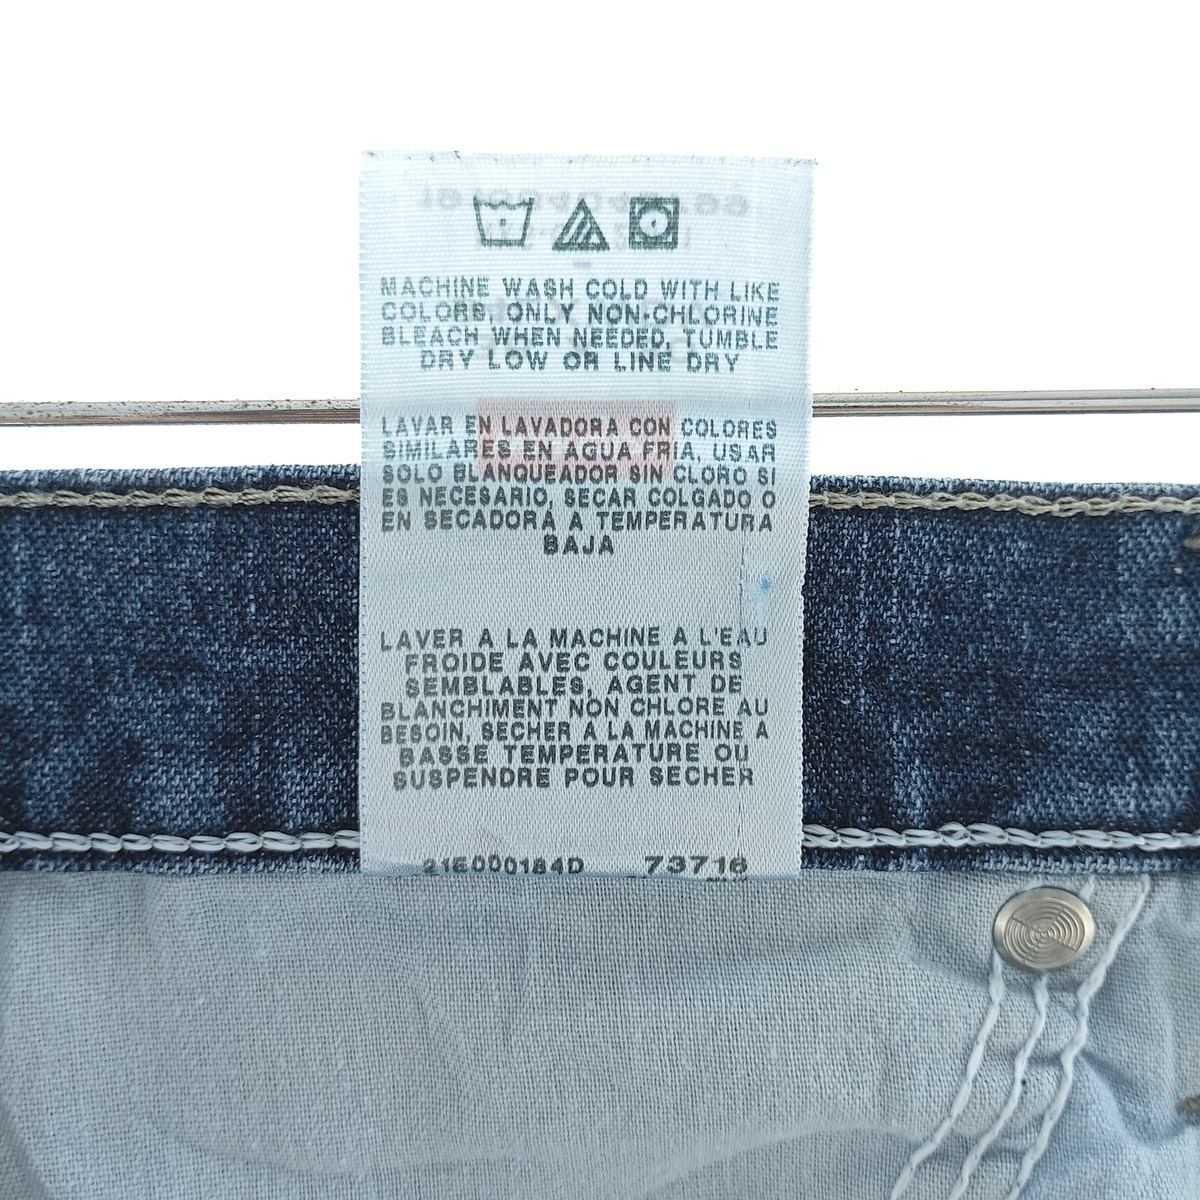 MACHINE WASH COLD WITH LIKE
COLORS, ONLY NON-CHLORINE
BLEACH WHEN NEEDED, TUMBLE
DRY LOW OR LINE DRY
LAVAR EN LAVADORA CON COLORES
SIMILARES EN AGUA FRIA, USAR
SOLO BLANQUEADOR SIN CLORO SI
ES NECESARIO, SECAR COLGADO O
EN SECADORA A TEMPERATURA
BAJA
LAVER A LA MACHINE A L'EAU
FROIDE AVEC COULEURS
SEMBLABLES, AGENT DE
BLANCHIMENT NON CHLORE AU
BESOIN, SECHER A LA MACHINE A
BASSE TEMPERATURE OU
SUSPENDRE POUR SECHER
21E000184D 73716